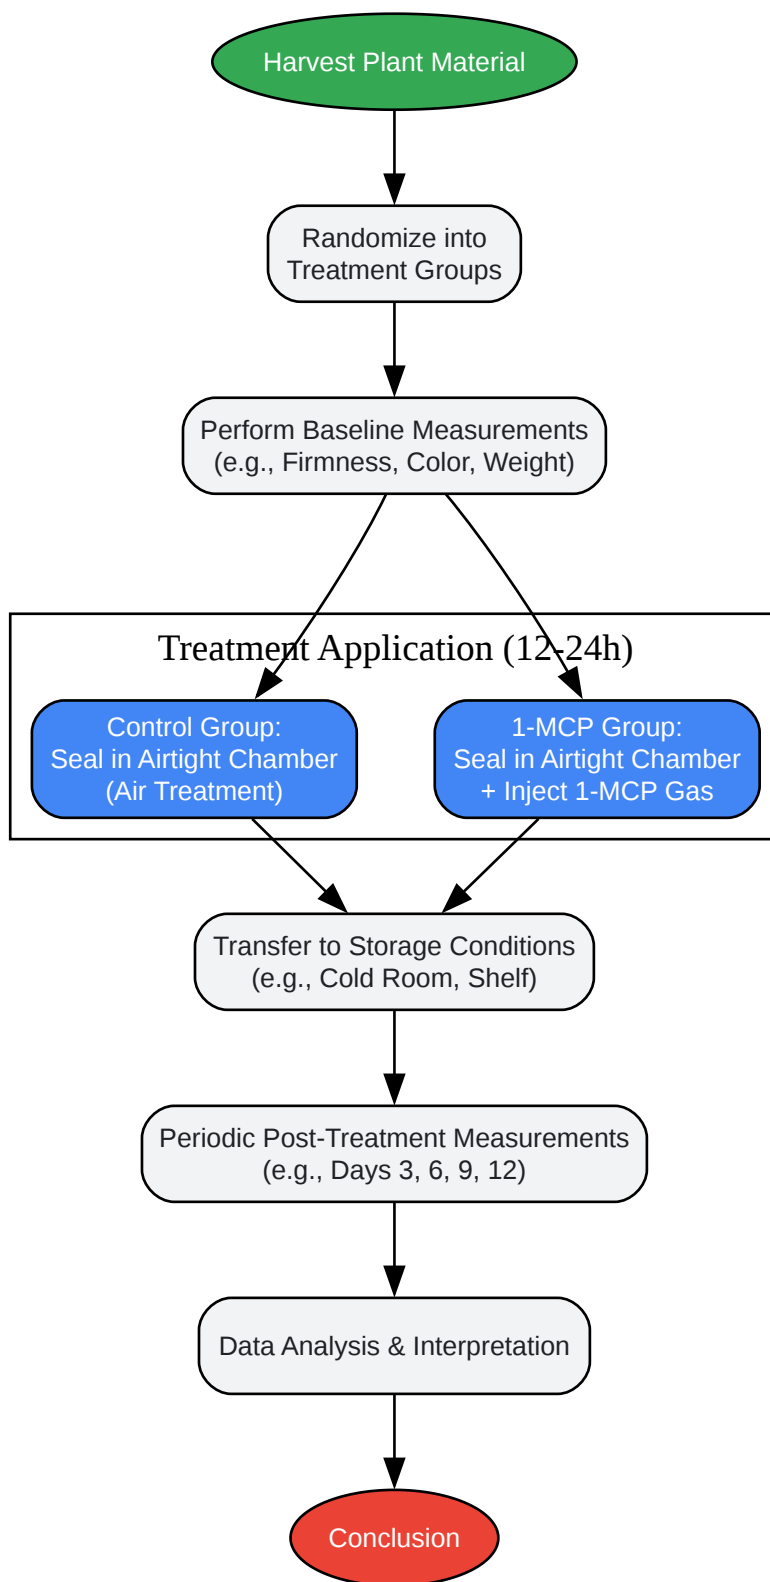 Harvest Plant Material
Randomize into
Treatment Groups
Perform Baseline Measurements
(e.g., Firmness, Color, Weight)
Treatment Application (12-24h)
Control Group:
Seal in Airtight Chamber
(Air Treatment)
1-MCP Group:
Seal in Airtight Chamber
+ Inject 1-MCP Gas
Transfer to Storage Conditions
(e.g., Cold Room, Shelf)
Periodic Post-Treatment Measurements
(e.g., Days 3, 6, 9, 12)
Data Analysis & Interpretation
Conclusion